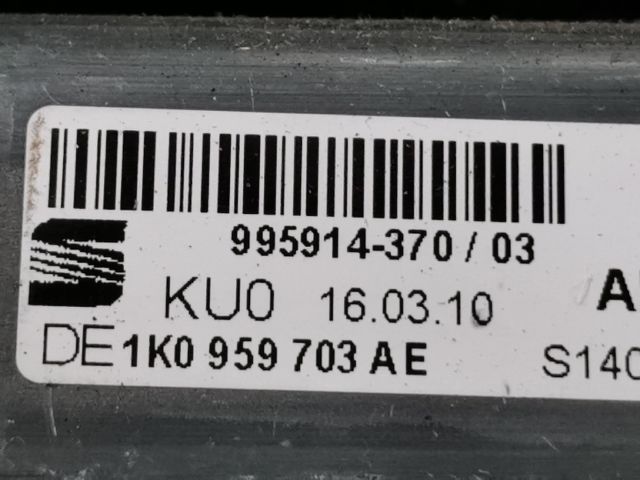 995914-370 / 03
A
KU0 16.03.10
DE 1K0 959 703 AE S140